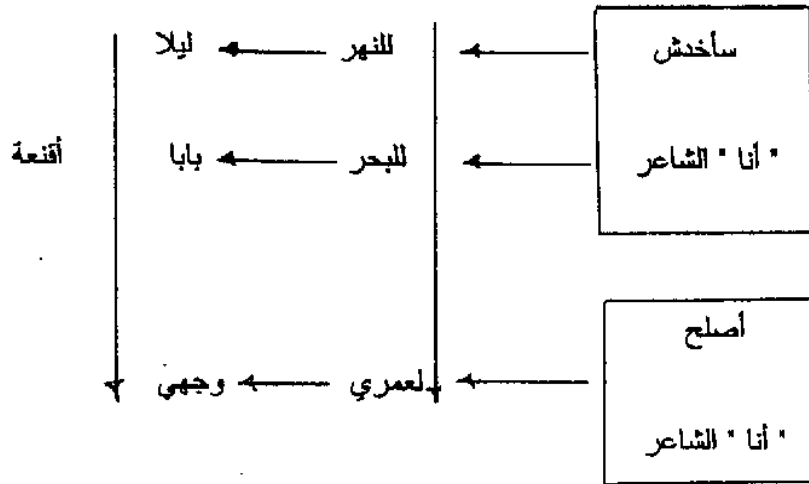 سأخدش للنهر ليلا
" أنا " الشاعر للبحر بابا أقنعة
أصلح
لعمري وجهي
" أنا " الشاعر